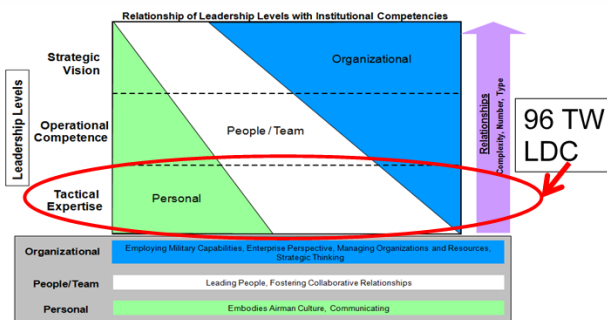 Relationship of Leadership Levels with Institutional Competencies
Strategic
Vision
Organizational
Leadership Levels
Operational
Competence
People / Team
Relationships
Complexity, Number, Type
96 TW
LDC
Tactical
Expertise
Personal
Organizational
Employing Military Capabilities, Enterprise Perspective, Managing Organizations and Resources,
Strategic Thinking
People/Team
Leading People, Fostering Collaborative Relationships
Personal
Embodies Airman Culture, Communicating